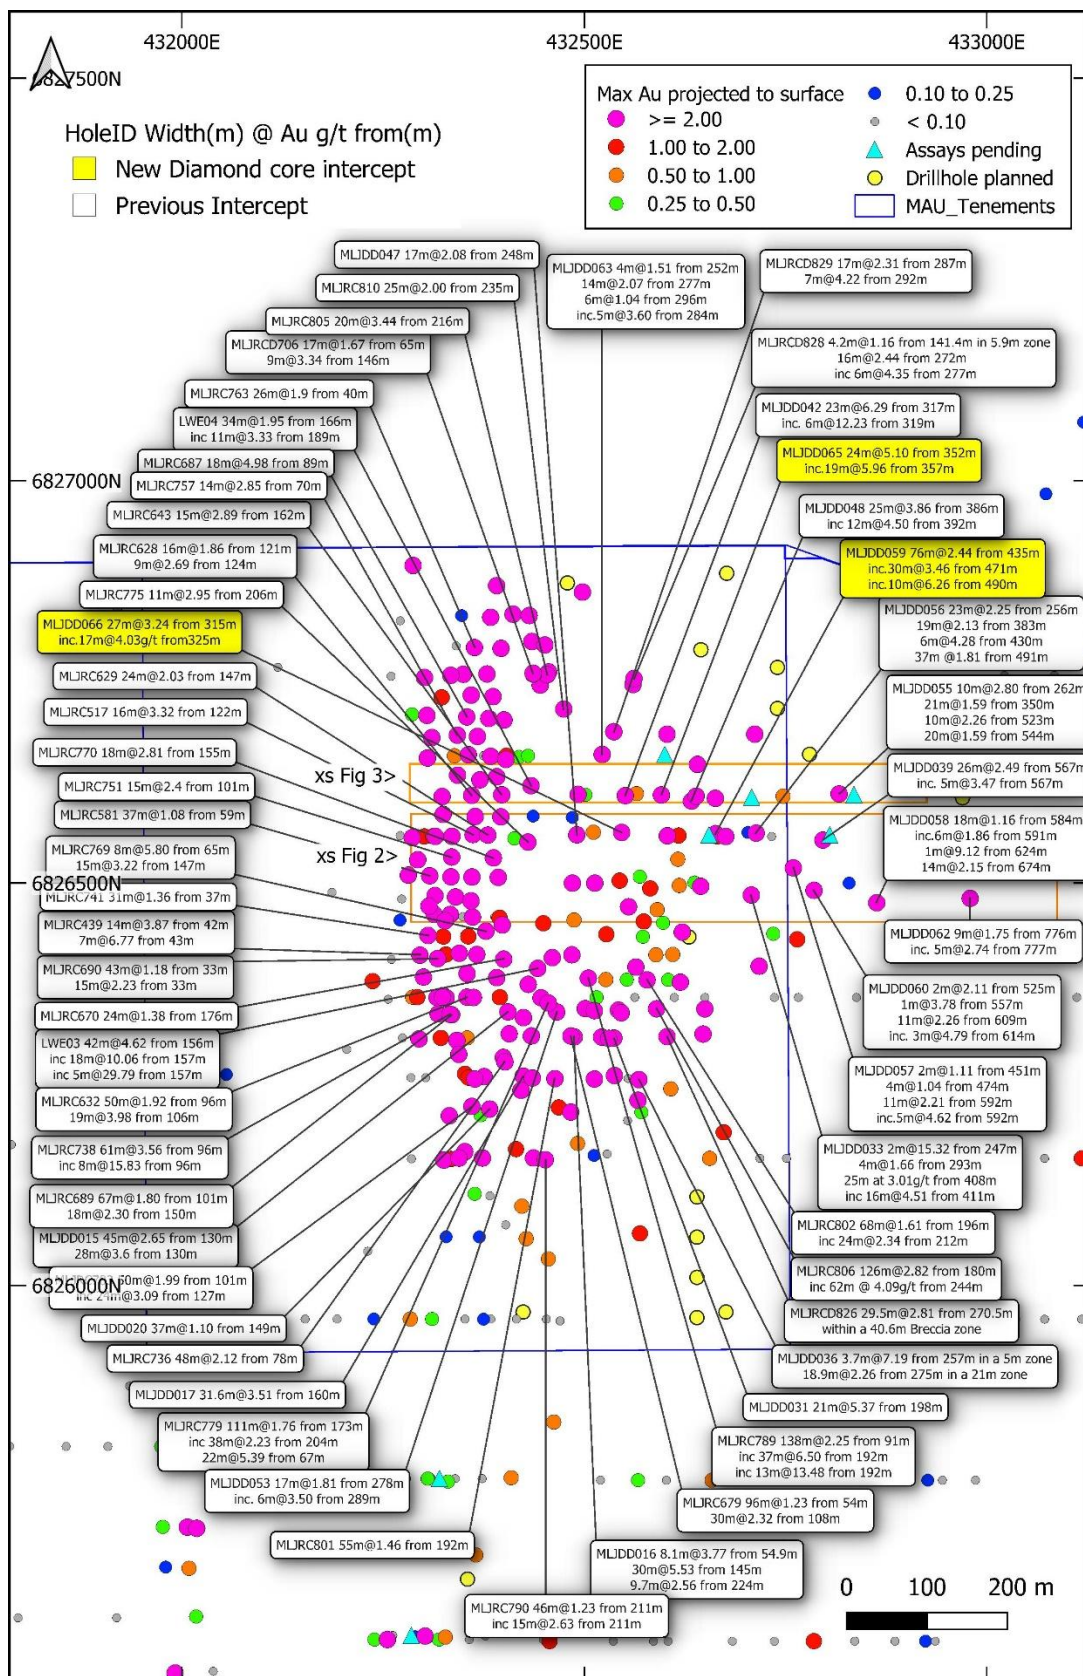 432000E
432500E
433000E
6827500N
HoleID Width(m) @ Au g/t from(m)
New Diamond core intercept
Previous Intercept
Max Au projected to surface
>= 2.00
1.00 to 2.00
0.50 to 1.00
0.25 to 0.50
0.10 to 0.25
< 0.10
Assays pending
Drillhole planned
MAU_Tenements
MLJDD047 17m@2.08 from 248m
MLJRC810 25m@2.00 from 235m
MLJRC805 20m@3.44 from 216m
MLJRCD706 17m@1.67 from 65m
9m@3.34 from 146m
MLJRC763 26m@1.9 from 40m
LWE04 34m@1.95 from 166m
inc 11m@3.33 from 189m
MLJRC687 18m@4.98 from 89m
6827000N
MLJRC757 14m@2.85 from 70m
MLJRC643 15m@2.89 from 162m
MLJRC628 16m@1.86 from 121m
9m@2.69 from 124m
MLJRC775 11m@2.95 from 206m
MLJDD066 27m@3.24 from 315m
inc.17m@4.03g/t from325m
MLJRC629 24m@2.03 from 147m
MLJRC517 16m@3.32 from 122m
MLJRC770 18m@2.81 from 155m
MLJRC751 15m@2.4 from 101m
MLJRC581 37m@1.08 from 59m
MLJRC769 8m@5.80 from 65m
15m@3.22 from 147m
6826500N
MLJRC741 31m@1.36 from 37m
MLJRC439 14m@3.87 from 42m
7m@6.77 from 43m
MLJRC690 43m@1.18 from 33m
15m@2.23 from 33m
MLJRC670 24m@1.38 from 176m
LWE03 42m@4.62 from 156m
inc 18m@10.06 from 157m
inc 5m@29.79 from 157m
MLJRC632 50m@1.92 from 96m
19m@3.98 from 106m
MLJRC738 61m@3.56 from 96m
inc 8m@15.83 from 96m
MLJRC689 67m@1.80 from 101m
18m@2.30 from 150m
MLJDD015 45m@2.65 from 130m
28m@3.6 from 130m
60m@1.99 from 101m
6826000N
inc 24m@3.09 from 127m
MLJDD020 37m@1.10 from 149m
MLJRC736 48m@2.12 from 78m
MLJDD017 31.6m@3.51 from 160m
MLJRC779 111m@1.76 from 173m
inc 38m@2.23 from 204m
22m@5.39 from 67m
MLJDD053 17m@1.81 from 278m
inc. 6m@3.50 from 289m
MLJRC801 55m@1.46 from 192m
MLJDD063 4m@1.51 from 252m
14m@2.07 from 277m
6m@1.04 from 296m
inc.5m@3.60 from 284m
MLJRCD829 17m@2.31 from 287m
7m@4.22 from 292m
MLJRCD828 4.2m@1.16 from 141.4m in 5.9m zone
16m@2.44 from 272m
inc 6m@4.35 from 277m
MLJDD042 23m@6.29 from 317m
inc. 6m@12.23 from 319m
MLJDD065 24m@5.10 from 352m
inc.19m@5.96 from 357m
MLJDD048 25m@3.86 from 386m
inc 12m@4.50 from 392m
MLJDD059 76m@2.44 from 435m
inc.30m@3.46 from 471m
inc.10m@6.26 from 490m
MLJDD056 23m@2.25 from 256m
19m@2.13 from 383m
6m@4.28 from 430m
37m @1.81 from 491m
MLJDD055 10m@2.80 from 262m
21m@1.59 from 350m
10m@2.26 from 523m
20m@1.59 from 544m
MLJDD039 26m@2.49 from 567m
inc. 5m@3.47 from 567m
xs Fig 3>
xs Fig 2>
MLJDD058 18m@1.16 from 584m
inc.6m@1.86 from 591m
1m@9.12 from 624m
14m@2.15 from 674m
MLJDD062 9m@1.75 from 776m
inc. 5m@2.74 from 777m
MLJDD060 2m@2.11 from 525m
1m@3.78 from 557m
11m@2.26 from 609m
inc. 3m@4.79 from 614m
MLJDD057 2m@1.11 from 451m
4m@1.04 from 474m
11m@2.21 from 592m
inc.5m@4.62 from 592m
MLJDD033 2m@15.32 from 247m
4m@1.66 from 293m
25m at 3.01g/t from 408m
inc 16m@4.51 from 411m
MLJRC802 68m@1.61 from 196m
inc 24m@2.34 from 212m
MLJRC806 126m@2.82 from 180m
inc 62m @ 4.09g/t from 244m
MLJRCD826 29.5m@2.81 from 270.5m
within a 40.6m Breccia zone
MLJDD036 3.7m@7.19 from 257m in a 5m zone
18.9m@2.26 from 275m in a 21m zone
MLJDD031 21m@5.37 from 198m
MLJRC789 138m@2.25 from 91m
inc 37m@6.50 from 192m
inc 13m@13.48 from 192m
MLJRC679 96m@1.23 from 54m
30m@2.32 from 108m
MLJDD016 8.1m@3.77 from 54.9m
30m@5.53 from 145m
9.7m@2.56 from 224m
MLJRC790 46m@1.23 from 211m
inc 15m@2.63 from 211m
0 100 200 m